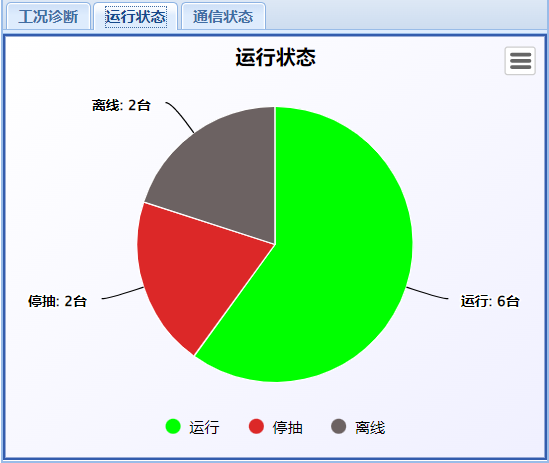 工况诊断 运行状态 通信状态
运行状态
离线: 2台
停抽: 2台
运行: 6台
运行 停抽 离线